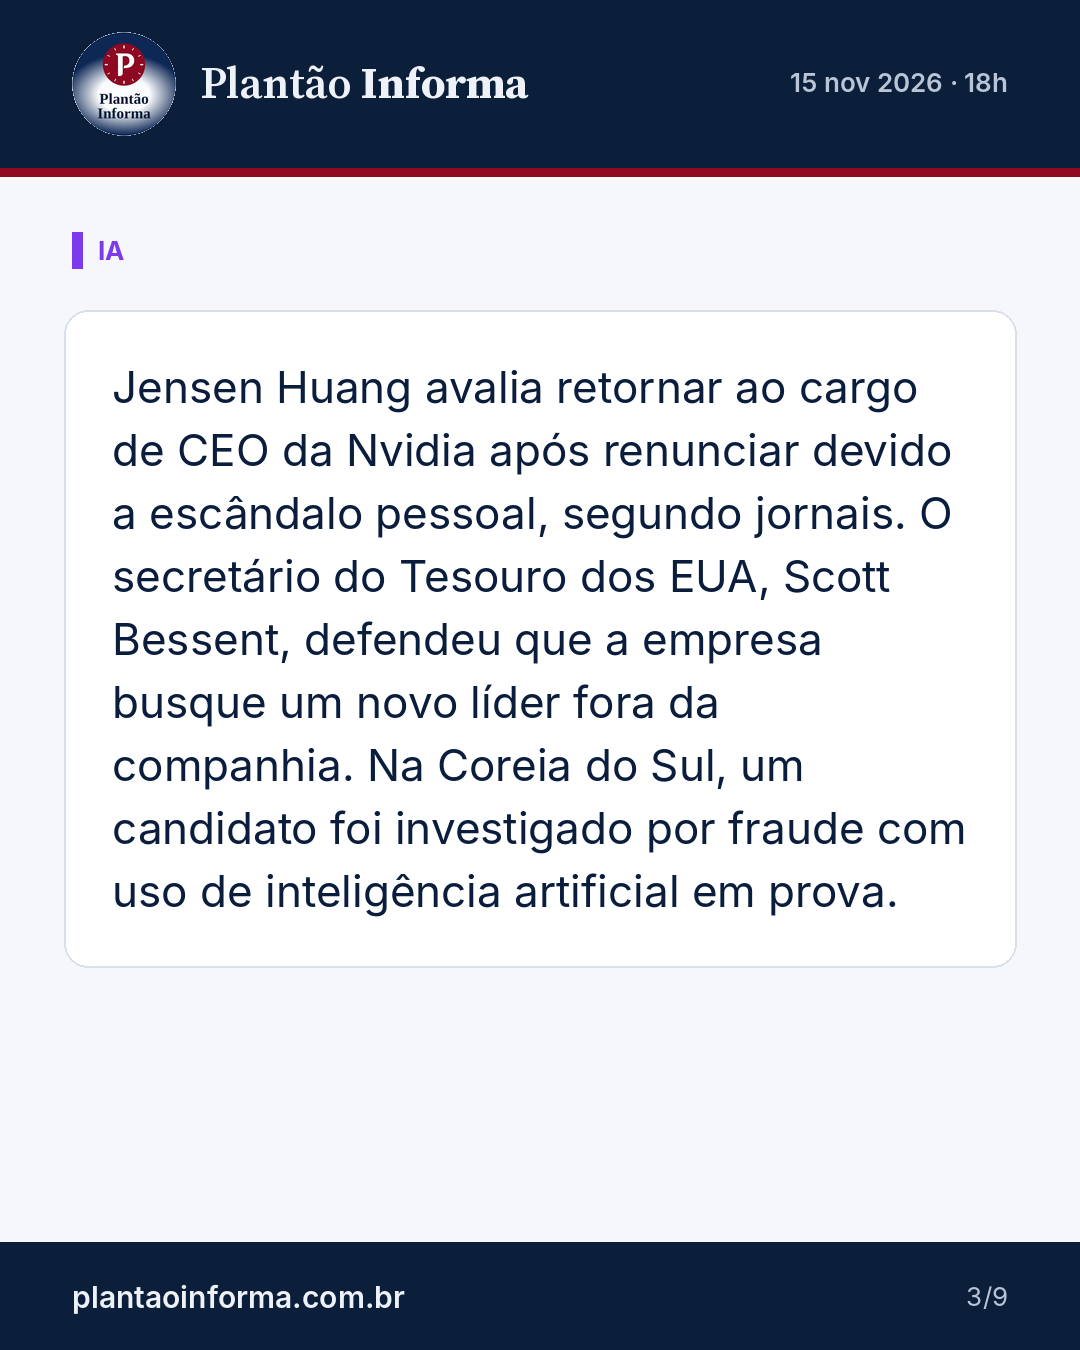 P
Plantão
Informa
Plantão Informa
15 nov 2026 · 18h
IA
Jensen Huang avalia retornar ao cargo
de CEO da Nvidia após renunciar devido
a escândalo pessoal, segundo jornais. O
secretário do Tesouro dos EUA, Scott
Bessent, defendeu que a empresa
busque um novo líder fora da
companhia. Na Coreia do Sul, um
candidato foi investigado por fraude com
uso de inteligência artificial em prova.
plantaoinforma.com.br
3/9